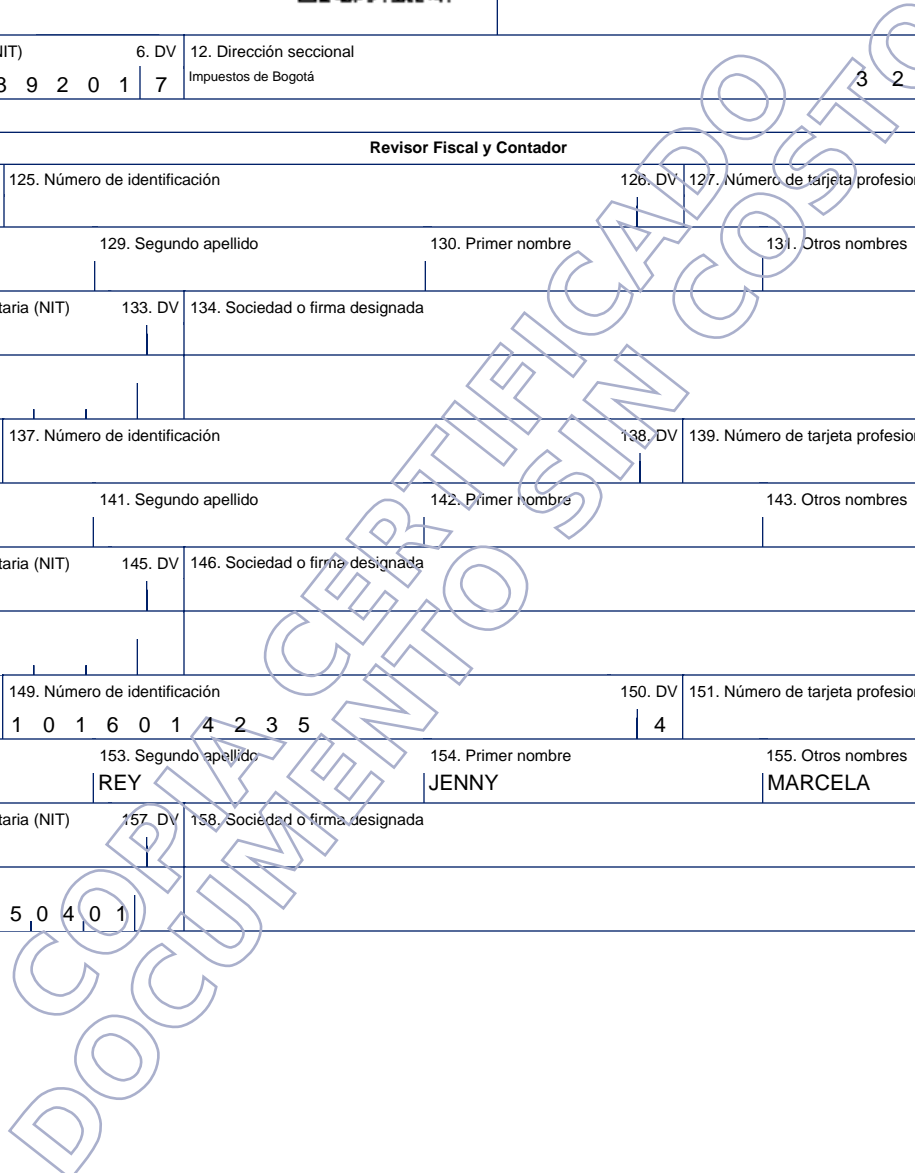 NIT) 6. DV 12. Dirección seccional
8 9 2 0 1 7 Impuestos de Bogotá 3 2
Revisor Fiscal y Contador
125. Número de identificación 126. DV 127. Número de tarjeta profesion
129. Segundo apellido 130. Primer nombre 131. Otros nombres
taria (NIT) 133. DV 134. Sociedad o firma designada
137. Número de identificación 138. DV 139. Número de tarjeta profesion
141. Segundo apellido 142. Primer nombre 143. Otros nombres
taria (NIT) 145. DV 146. Sociedad o firma designada
149. Número de identificación 150. DV 151. Número de tarjeta profesion
1 0 1 6 0 1 4 2 3 5 4
153. Segundo apellido 154. Primer nombre 155. Otros nombres
REY JENNY MARCELA
taria (NIT) 157. DV 158. Sociedad o firma designada
5 0 4 0 1
COPIA CERTIFICADO
DOCUMENTO SIN COSTO